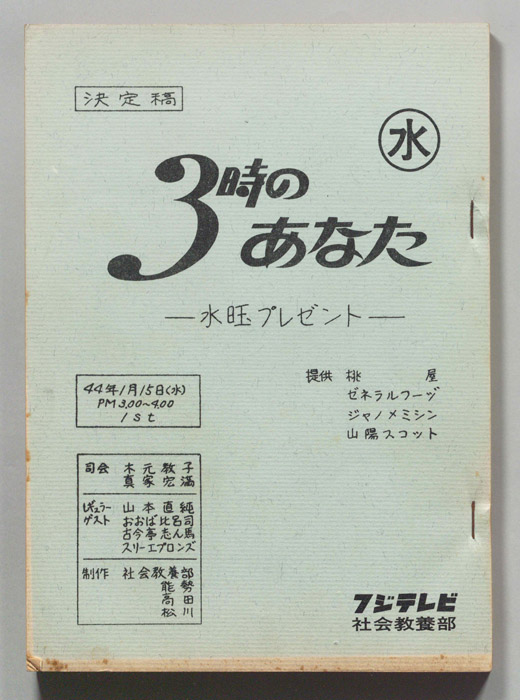 決定稿
水
3時の
あなた
―水旺プレゼント―
提供 桃屋
ゼネラルフーヅ
ジャノメミシン
山陽スコット
44年1月15日(水)
PM 3.00~4.00
1st
司会 木元教子
真家宏満
レギュラーゲスト 山本直純
おおば比呂司
古今亭志ん馬
スリーエプロンズ
制作 社会教養部
能勢
高田
松川
フジテレビ
社会教養部